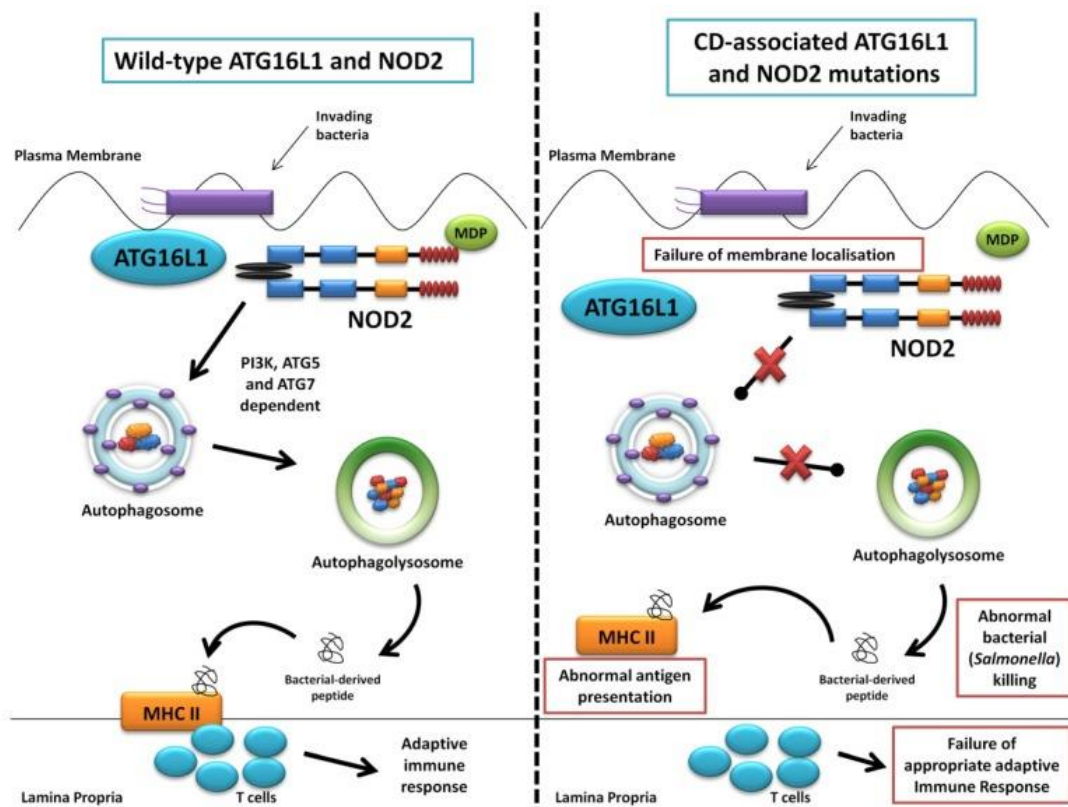 Wild-type ATG16L1 and NOD2
Invading
bacteria
Plasma Membrane
MDP
ATG16L1
NOD2
PI3K, ATG5
and ATG7
dependent
Autophagosome
Autophagolysosome
Bacterial-derived
peptide
MHC II
Adaptive
immune
response
Lamina Propria
T cells
CD-associated ATG16L1
and NOD2 mutations
Invading
bacteria
Plasma Membrane
MDP
Failure of membrane localisation
ATG16L1
NOD2
Autophagosome
Autophagolysosome
MHC II
Abnormal antigen
presentation
Bacterial-derived
peptide
Abnormal
bacterial
(Salmonella)
killing
Failure of
appropriate adaptive
Immune Response
Lamina Propria
T cells